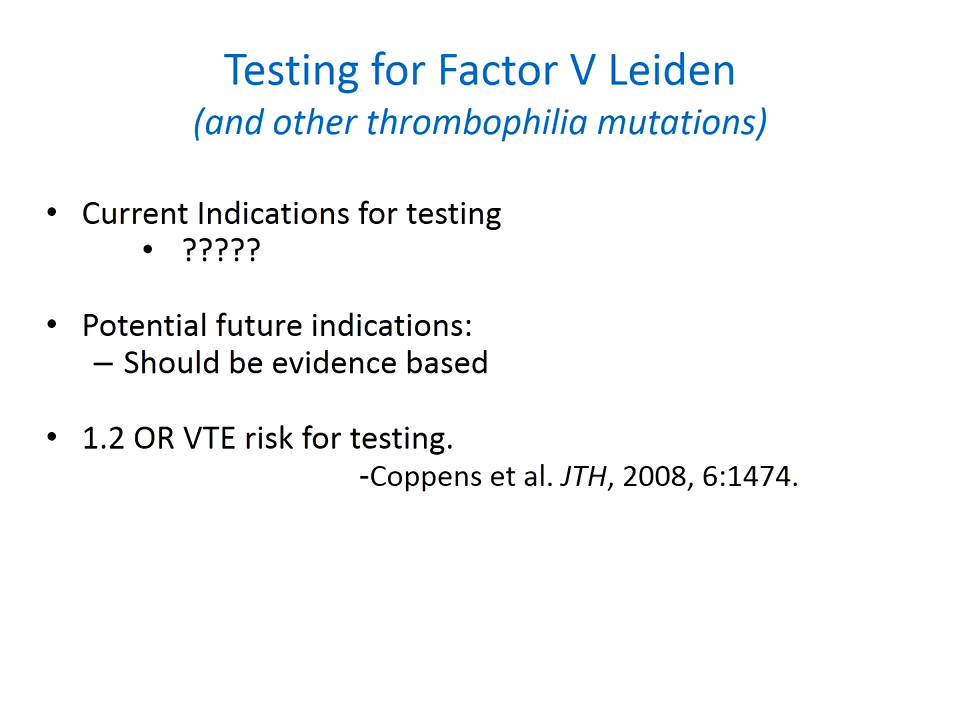 Testing for Factor V Leiden
(and other thrombophilia mutations)
• Current Indications for testing
• ?????
• Potential future indications:
– Should be evidence based
• 1.2 OR VTE risk for testing.
-Coppens et al. JTH, 2008, 6:1474.